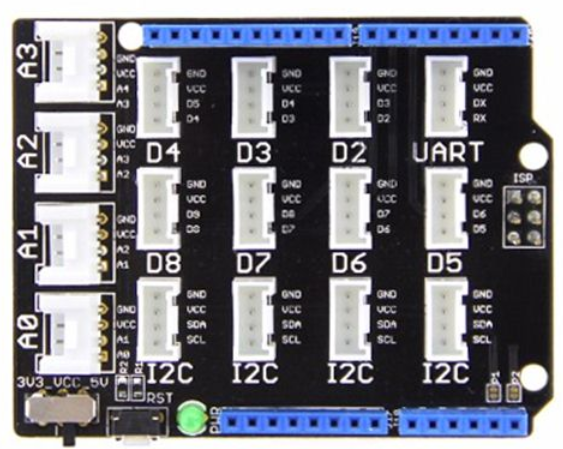 A3
GND
VCC
A4
A3
GND
VCC
D5
D4
D4
GND
VCC
D4
D3
D3
GND
VCC
D3
D2
D2
GND
VCC
DX
RX
UART
A2
GND
VCC
A3
A2
GND
VCC
D9
D8
D8
GND
VCC
D8
D7
D7
GND
VCC
D7
D6
D6
GND
VCC
D6
D5
D5
ISP
A1
GND
VCC
A2
A1
A0
GND
VCC
A1
A0
GND
VCC
SDA
SCL
I2C
GND
VCC
SDA
SCL
I2C
GND
VCC
SDA
SCL
I2C
GND
VCC
SDA
SCL
I2C
3V3_VCC_5V
R2
R1
RST
PWR
P1
P2